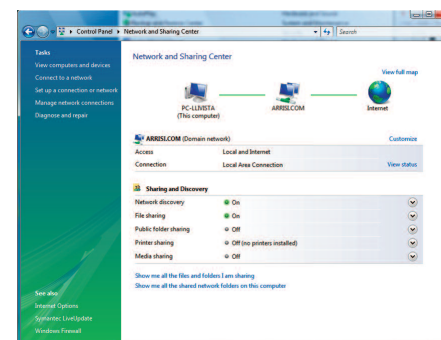 Control Panel ▸ Network and Sharing Center
Search
Tasks
View computers and devices
Connect to a network
Set up a connection or network
Manage network connections
Diagnose and repair
Network and Sharing Center
View full map
PC-LLIVISTA
(This computer)
ARRISI.COM
Internet
ARRISI.COM (Domain network)
Customize
Access Local and Internet
Connection Local Area Connection View status
Sharing and Discovery
Network discovery On
File sharing On
Public folder sharing Off
Printer sharing Off (no printers installed)
Media sharing Off
Show me all the files and folders I am sharing
Show me all the shared network folders on this computer
See also
Internet Options
Symantec LiveUpdate
Windows Firewall